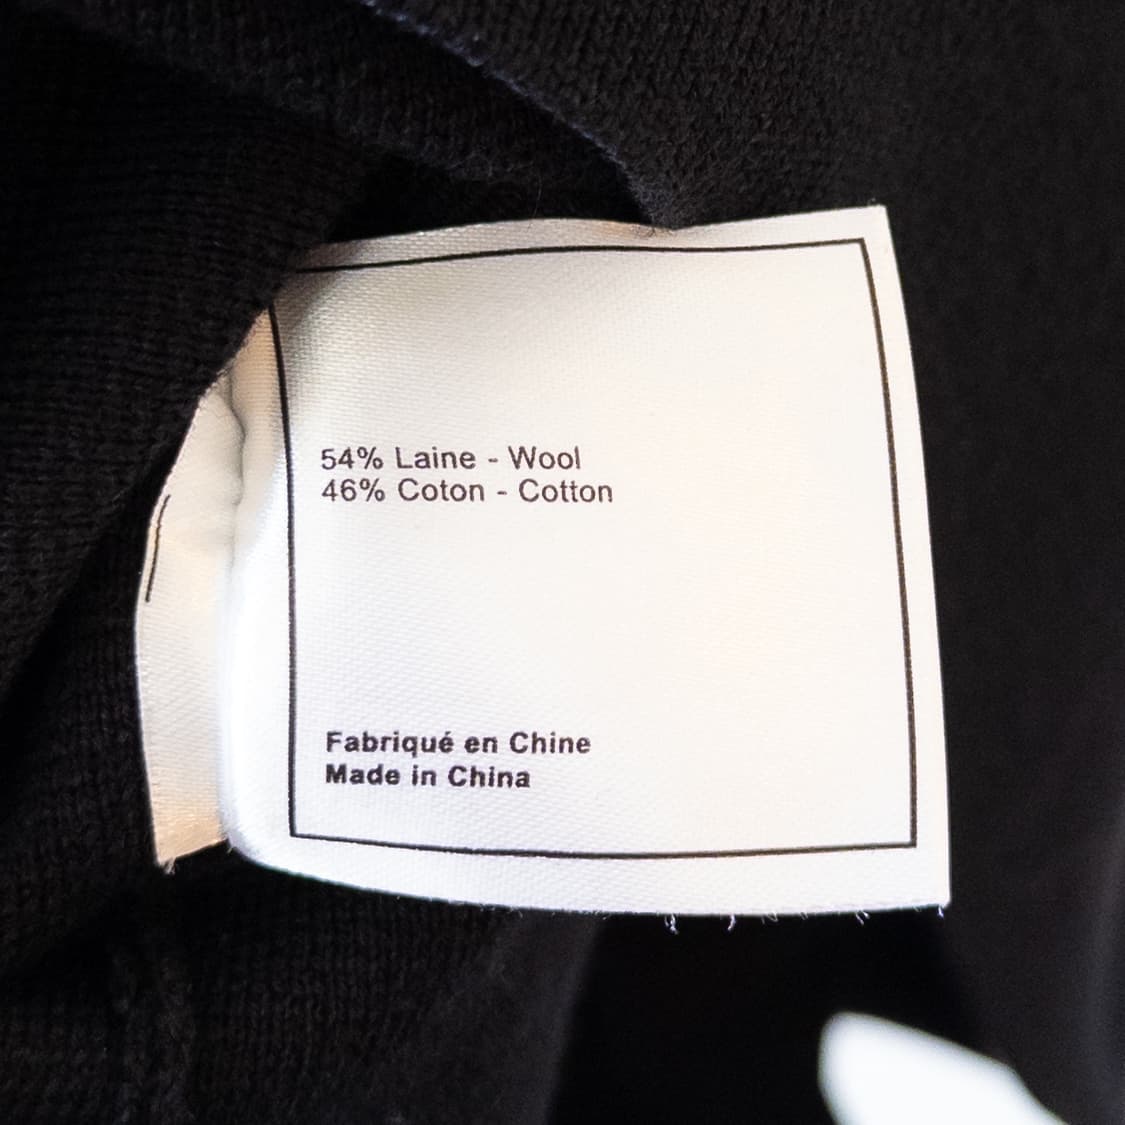 54% Laine - Wool
46% Coton - Cotton
Fabriqué en Chine
Made in China